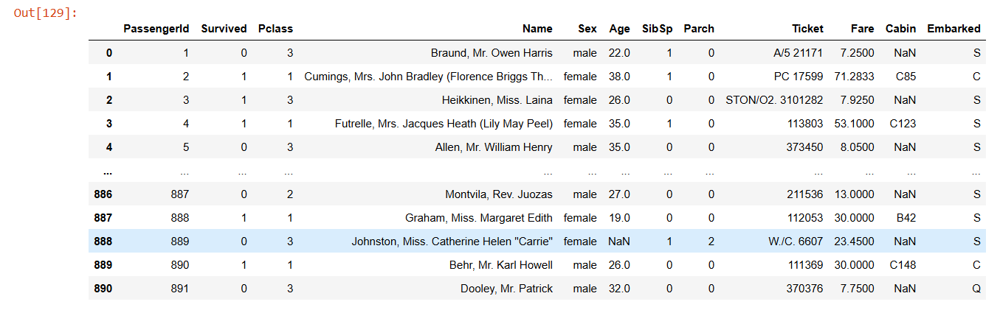 Out[129]:
PassengerId Survived Pclass Name Sex Age SibSp Parch Ticket Fare Cabin Embarked
0 1 0 3 Braund, Mr. Owen Harris male 22.0 1 0 A/5 21171 7.2500 NaN S
1 2 1 1 Cumings, Mrs. John Bradley (Florence Briggs Th... female 38.0 1 0 PC 17599 71.2833 C85 C
2 3 1 3 Heikkinen, Miss. Laina female 26.0 0 0 STON/O2. 3101282 7.9250 NaN S
3 4 1 1 Futrelle, Mrs. Jacques Heath (Lily May Peel) female 35.0 1 0 113803 53.1000 C123 S
4 5 0 3 Allen, Mr. William Henry male 35.0 0 0 373450 8.0500 NaN S
... ... ... ... ... ... ... ... ... ... ... ... ...
886 887 0 2 Montvila, Rev. Juozas male 27.0 0 0 211536 13.0000 NaN S
887 888 1 1 Graham, Miss. Margaret Edith female 19.0 0 0 112053 30.0000 B42 S
888 889 0 3 Johnston, Miss. Catherine Helen "Carrie" female NaN 1 2 W./C. 6607 23.4500 NaN S
889 890 1 1 Behr, Mr. Karl Howell male 26.0 0 0 111369 30.0000 C148 C
890 891 0 3 Dooley, Mr. Patrick male 32.0 0 0 370376 7.7500 NaN Q